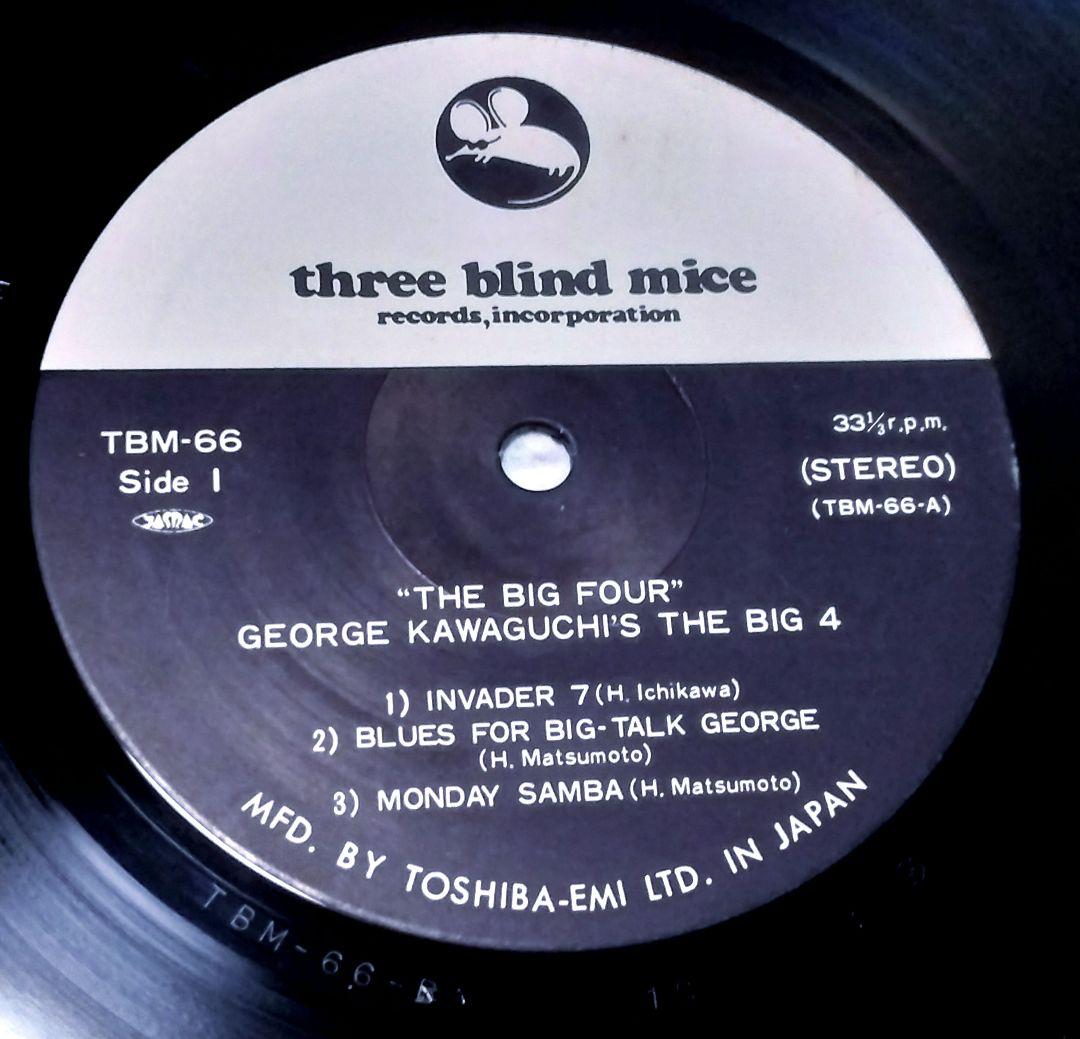 three blind mice
records, incorporation
TBM-66
Side 1
JASRAC
33⅓ r.p.m.
(STEREO)
(TBM-66-A)
“THE BIG FOUR”
GEORGE KAWAGUCHI'S THE BIG 4
1) INVADER 7 (H. Ichikawa)
2) BLUES FOR BIG-TALK GEORGE
(H. Matsumoto)
3) MONDAY SAMBA (H. Matsumoto)
MFD. BY TOSHIBA-EMI LTD. IN JAPAN